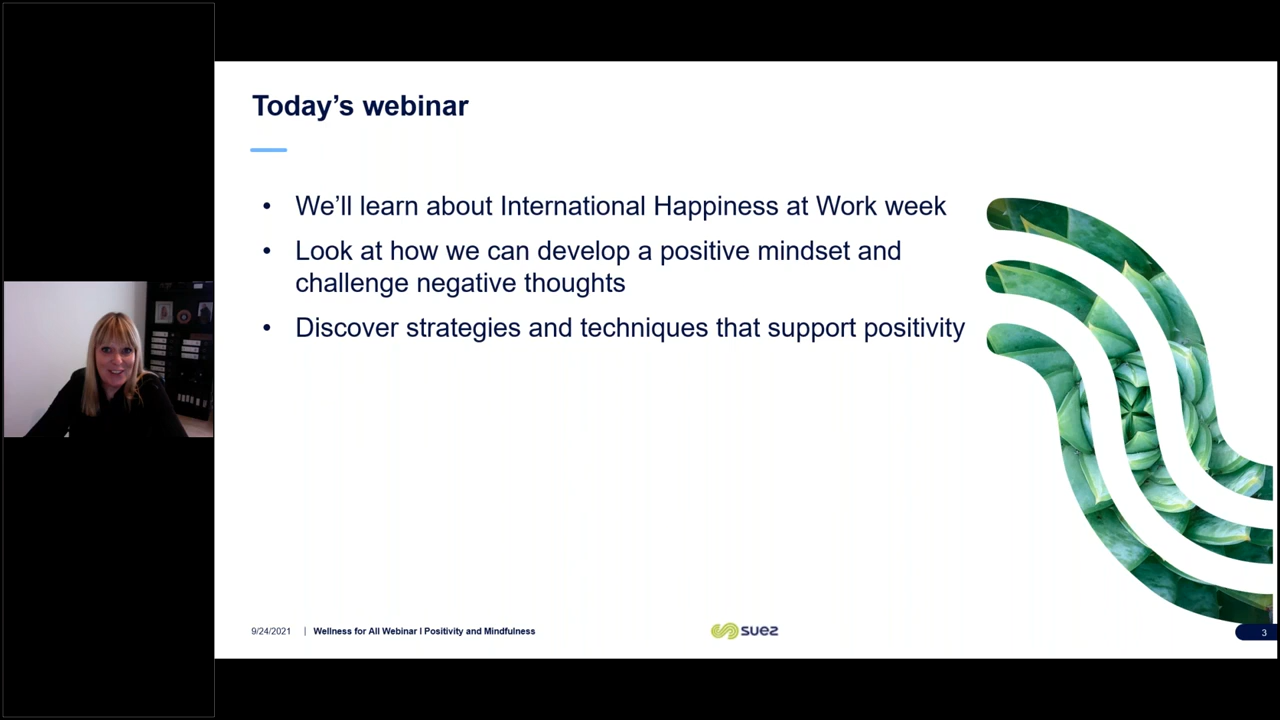 Today’s webinar
• We’ll learn about International Happiness at Work week
• Look at how we can develop a positive mindset and
challenge negative thoughts
• Discover strategies and techniques that support positivity
9/24/2021 | Wellness for All Webinar I Positivity and Mindfulness
suez
3